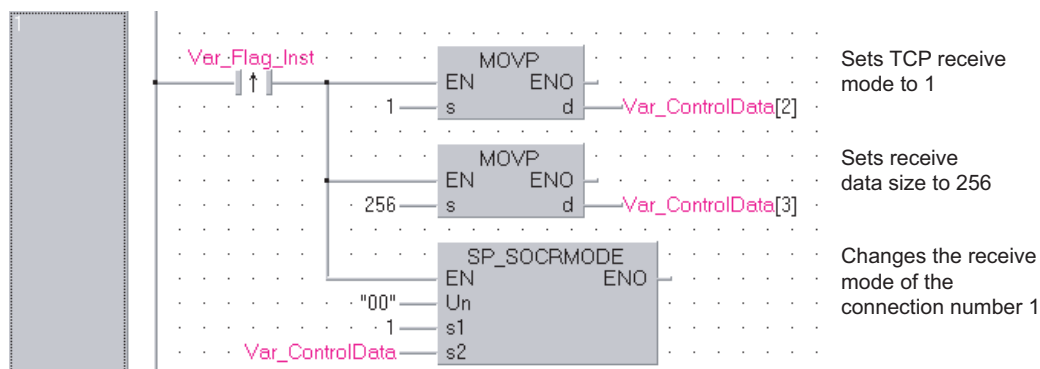 1
Var_Flag_Inst
↑
MOVP
EN ENO
1 s d Var_ControlData[2]
Sets TCP receive
mode to 1
MOVP
EN ENO
256 s d Var_ControlData[3]
Sets receive
data size to 256
SP_SOCRMODE
EN ENO
"00" Un
1 s1
Var_ControlData s2
Changes the receive
mode of the
connection number 1